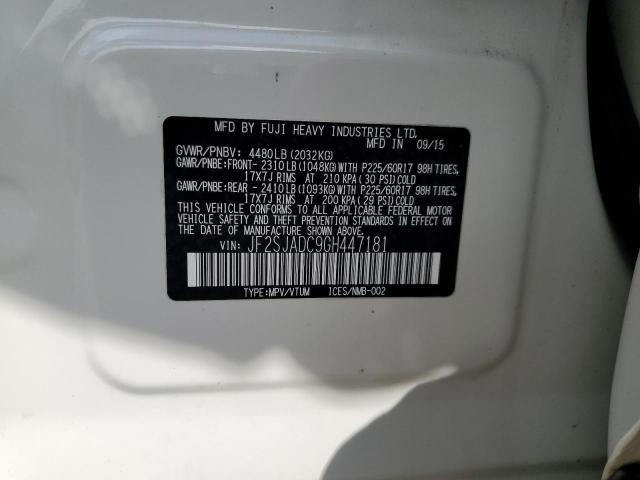 MFD BY FUJI HEAVY INDUSTRIES LTD.
MFD IN 09/15
GVWR/PNBV: 4480LB (2032KG)
GAWR/PNBE:FRONT- 2310LB (1048KG)WITH P225/60R17 98H TIRES,
17X7J RIMS AT 210 KPA (30 PSI)COLD
GAWR/PNBE:REAR - 2410LB (1093KG)WITH P225/60R17 98H TIRES,
17X7J RIMS AT 200 KPA (29 PSI)COLD
THIS VEHICLE CONFORMS TO ALL APPLICABLE FEDERAL MOTOR
VEHICLE SAFETY AND THEFT PREVENTION STANDARDS IN EFFECT ON
THE DATE OF MANUFACTURE SHOWN ABOVE.
VIN: JF2SJADC9GH447181
TYPE:MPV/VTUM ICES/NMB-002